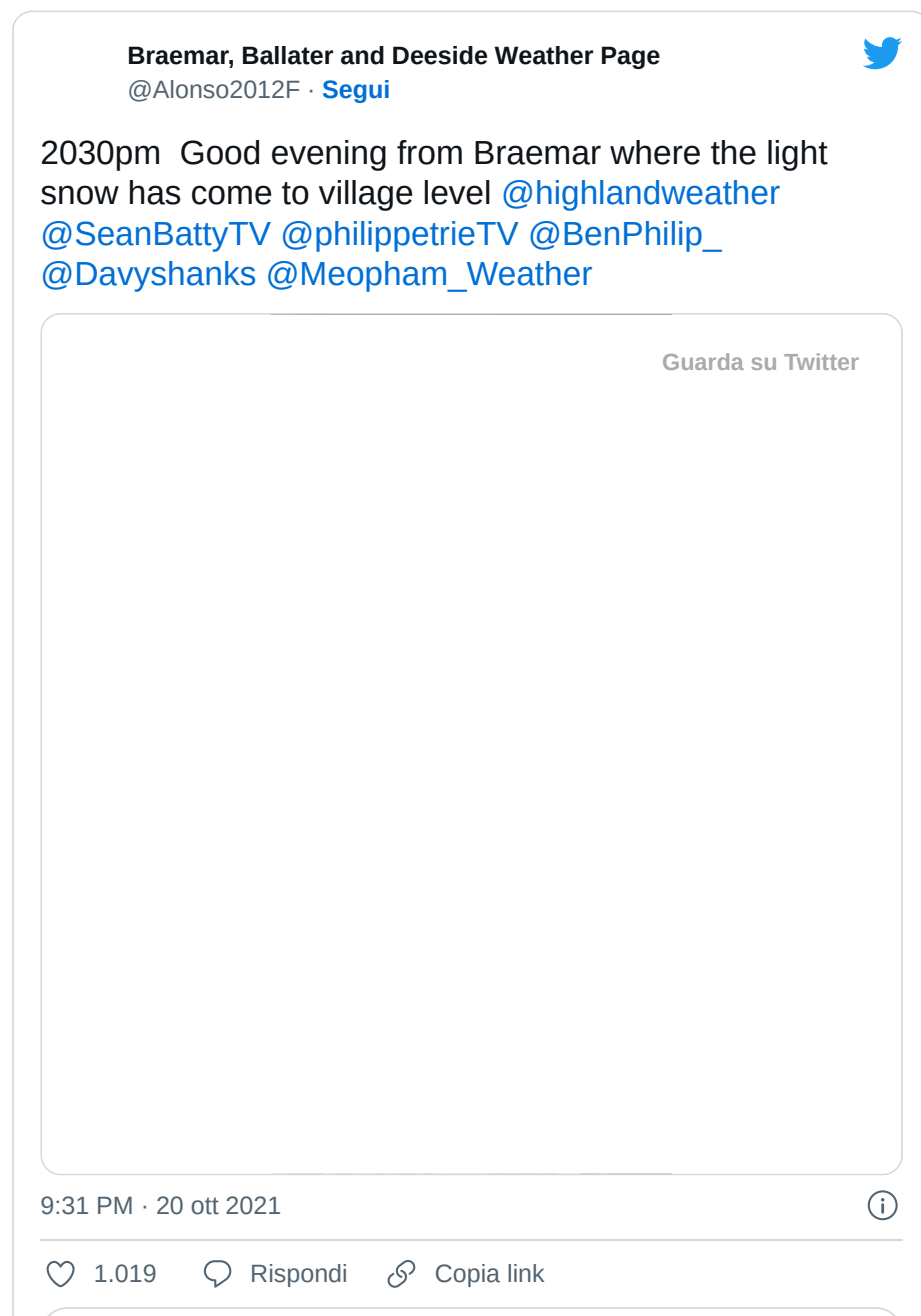 Braemar, Ballater and Deeside Weather Page
@Alonso2012F · Segui
2030pm  Good evening from Braemar where the light
snow has come to village level @highlandweather
@SeanBattyTV @philippetrieTV @BenPhilip_
@Davyshanks @Meopham_Weather
Guarda su Twitter
9:31 PM · 20 ott 2021
1.019 Rispondi Copia link